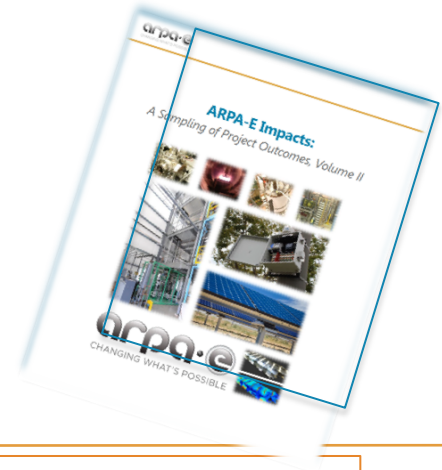 arpa·e
ARPA-E Impacts:
A Sampling of Project Outcomes, Volume II
arpa·e
CHANGING WHAT'S POSSIBLE